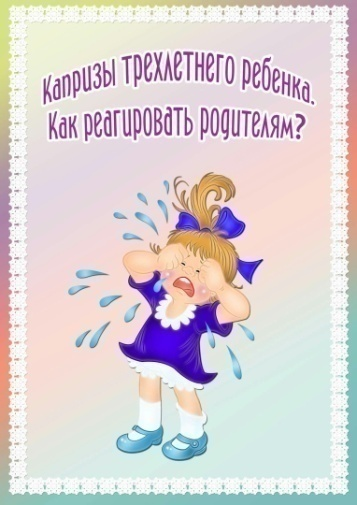 Капризы трехлетнего ребенка.
Как реагировать родителям?